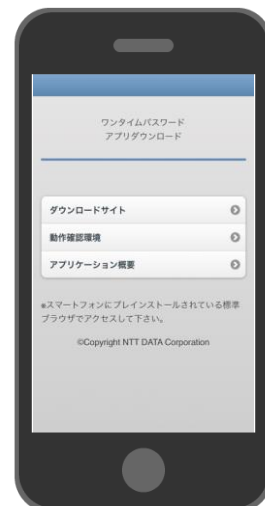 ワンタイムパスワード
アプリダウンロード
ダウンロードサイト
動作確認環境
アプリケーション概要
※スマートフォンにプレインストールされている標準
ブラウザでアクセスして下さい。
©Copyright NTT DATA Corporation